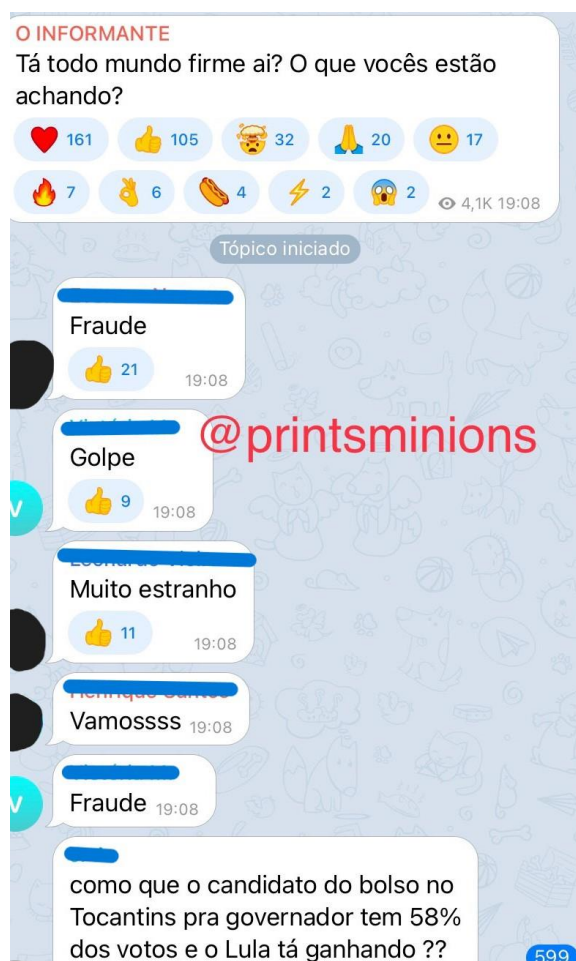 O INFORMANTE
Tá todo mundo firme ai? O que vocês estão
achando?
161 105 32 20 17
7 6 4 2 2 4,1K 19:08
Tópico iniciado
Fraude
21 19:08
@printsminions
Golpe
V
9 19:08
Muito estranho
11 19:08
Vamossss 19:08
V
Fraude 19:08
como que o candidato do bolso no
Tocantins pra governador tem 58%
dos votos e o Lula tá ganhando ??
599